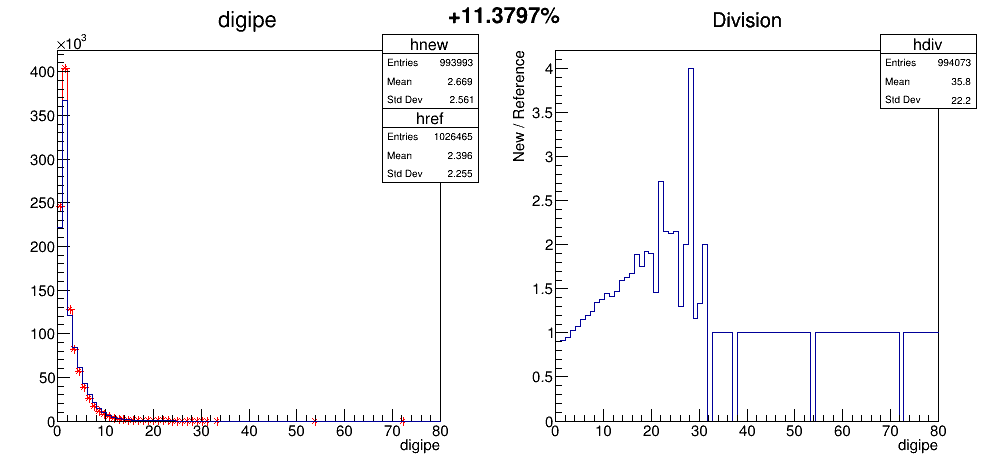 +11.3797%
digipe
×10³
400
350
300
250
200
150
100
50
0
0 10 20 30 40 50 60 70 80
digipe
hnew
Entries 993993
Mean 2.669
Std Dev 2.561
href
Entries 1026465
Mean 2.396
Std Dev 2.255
Division
New / Reference
4
3.5
3
2.5
2
1.5
1
0.5
0
0 10 20 30 40 50 60 70 80
digipe
hdiv
Entries 994073
Mean 35.8
Std Dev 22.2